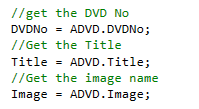 //get the DVD No
DVDNo = ADVD.DVDNo;
//Get the Title
Title = ADVD.Title;
//Get the image name
Image = ADVD.Image;